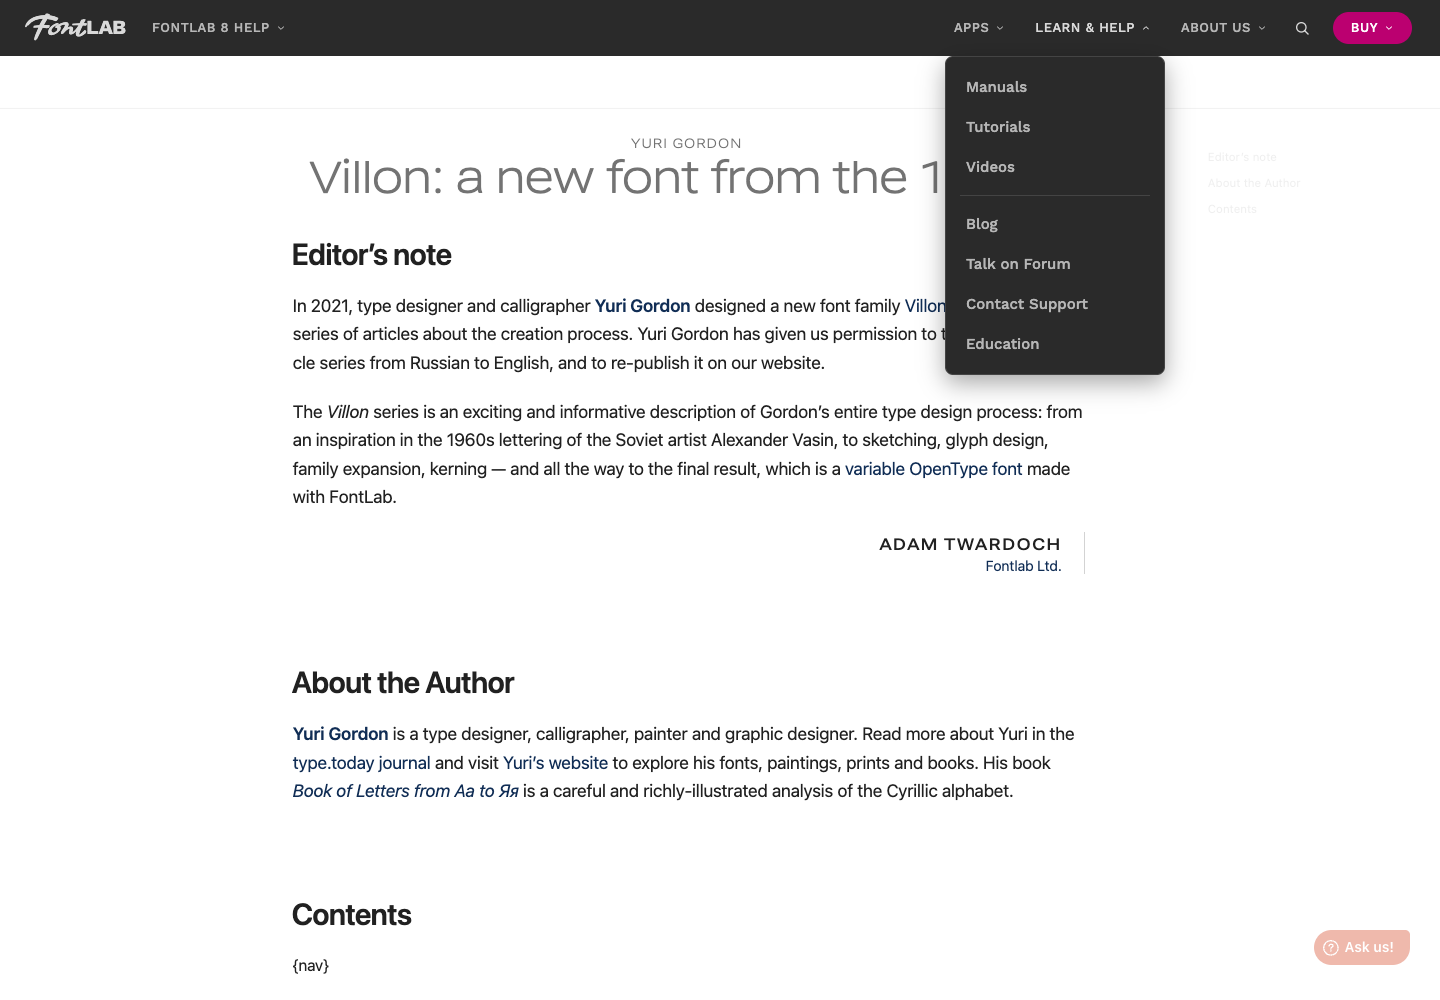 FontLAB
FONTLAB 8 HELP
APPS
LEARN & HELP
ABOUT US
BUY
Manuals
Tutorials
Videos
Blog
Talk on Forum
Contact Support
Education
YURI GORDON
Villon: a new font from the 1
Editor's note
About the Author
Contents
Editor’s note
In 2021, type designer and calligrapher Yuri Gordon designed a new font family Villon
series of articles about the creation process. Yuri Gordon has given us permission to
cle series from Russian to English, and to re-publish it on our website.
The Villon series is an exciting and informative description of Gordon’s entire type design process: from
an inspiration in the 1960s lettering of the Soviet artist Alexander Vasin, to sketching, glyph design,
family expansion, kerning — and all the way to the final result, which is a variable OpenType font made
with FontLab.
ADAM TWARDOCH
Fontlab Ltd.
About the Author
Yuri Gordon is a type designer, calligrapher, painter and graphic designer. Read more about Yuri in the
type.today journal and visit Yuri’s website to explore his fonts, paintings, prints and books. His book
Book of Letters from Aa to Яя is a careful and richly-illustrated analysis of the Cyrillic alphabet.
Contents
{nav}
Ask us!